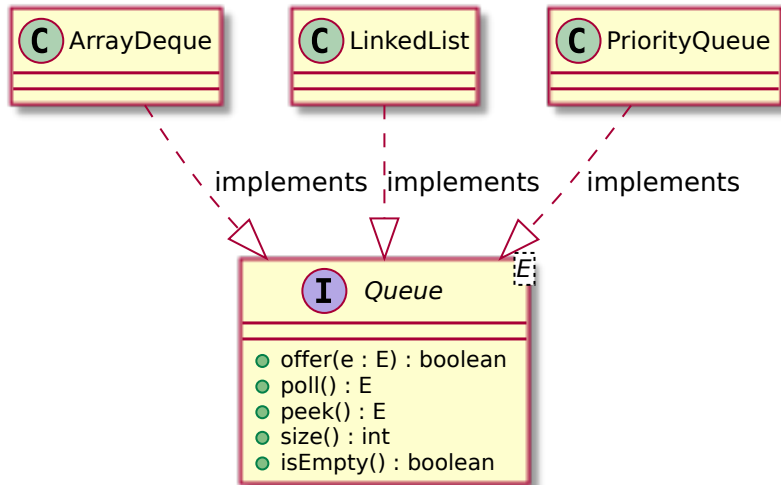 C ArrayDeque
C LinkedList
C PriorityQueue
implements
implements
implements
E
I Queue
offer(e : E) : boolean
poll() : E
peek() : E
size() : int
isEmpty() : boolean